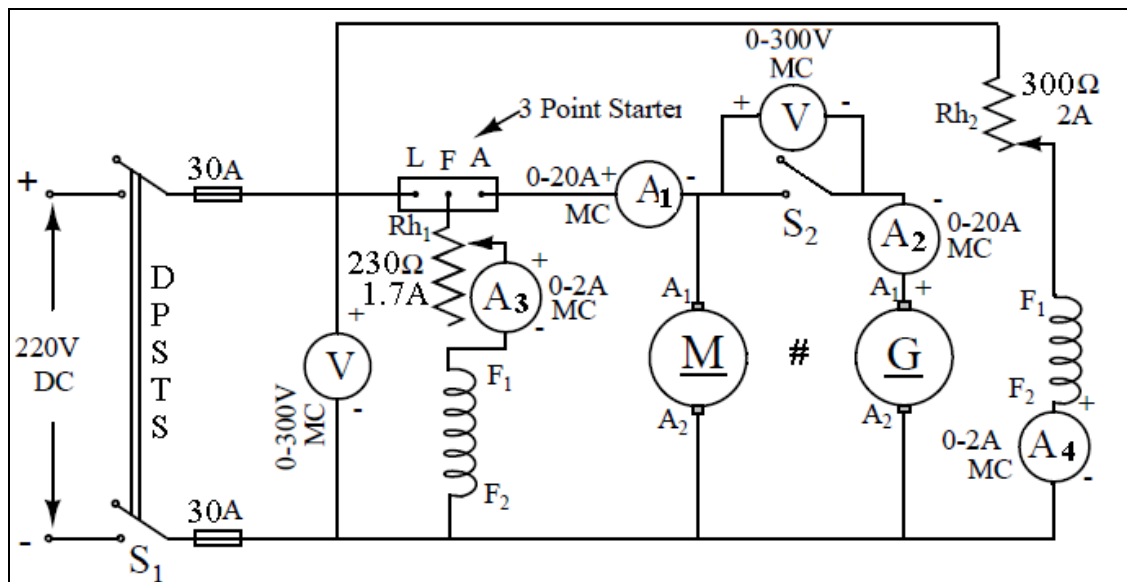 0-300V
MC
+ V -
300Ω
2A
Rh2
3 Point Starter
L F A
30A
+
0-20A
MC
+ A1 -
S2
-
A2
0-20A
MC
+
Rh1
230Ω
1.7A
+
A3
0-2A
MC
-
DPSTS
220V
DC
+
V
-
0-300V
MC
F1
F2
A1
M
A2
#
A1
G
A2
F1
F2
+
0-2A
MC
A4
-
30A
-
S1